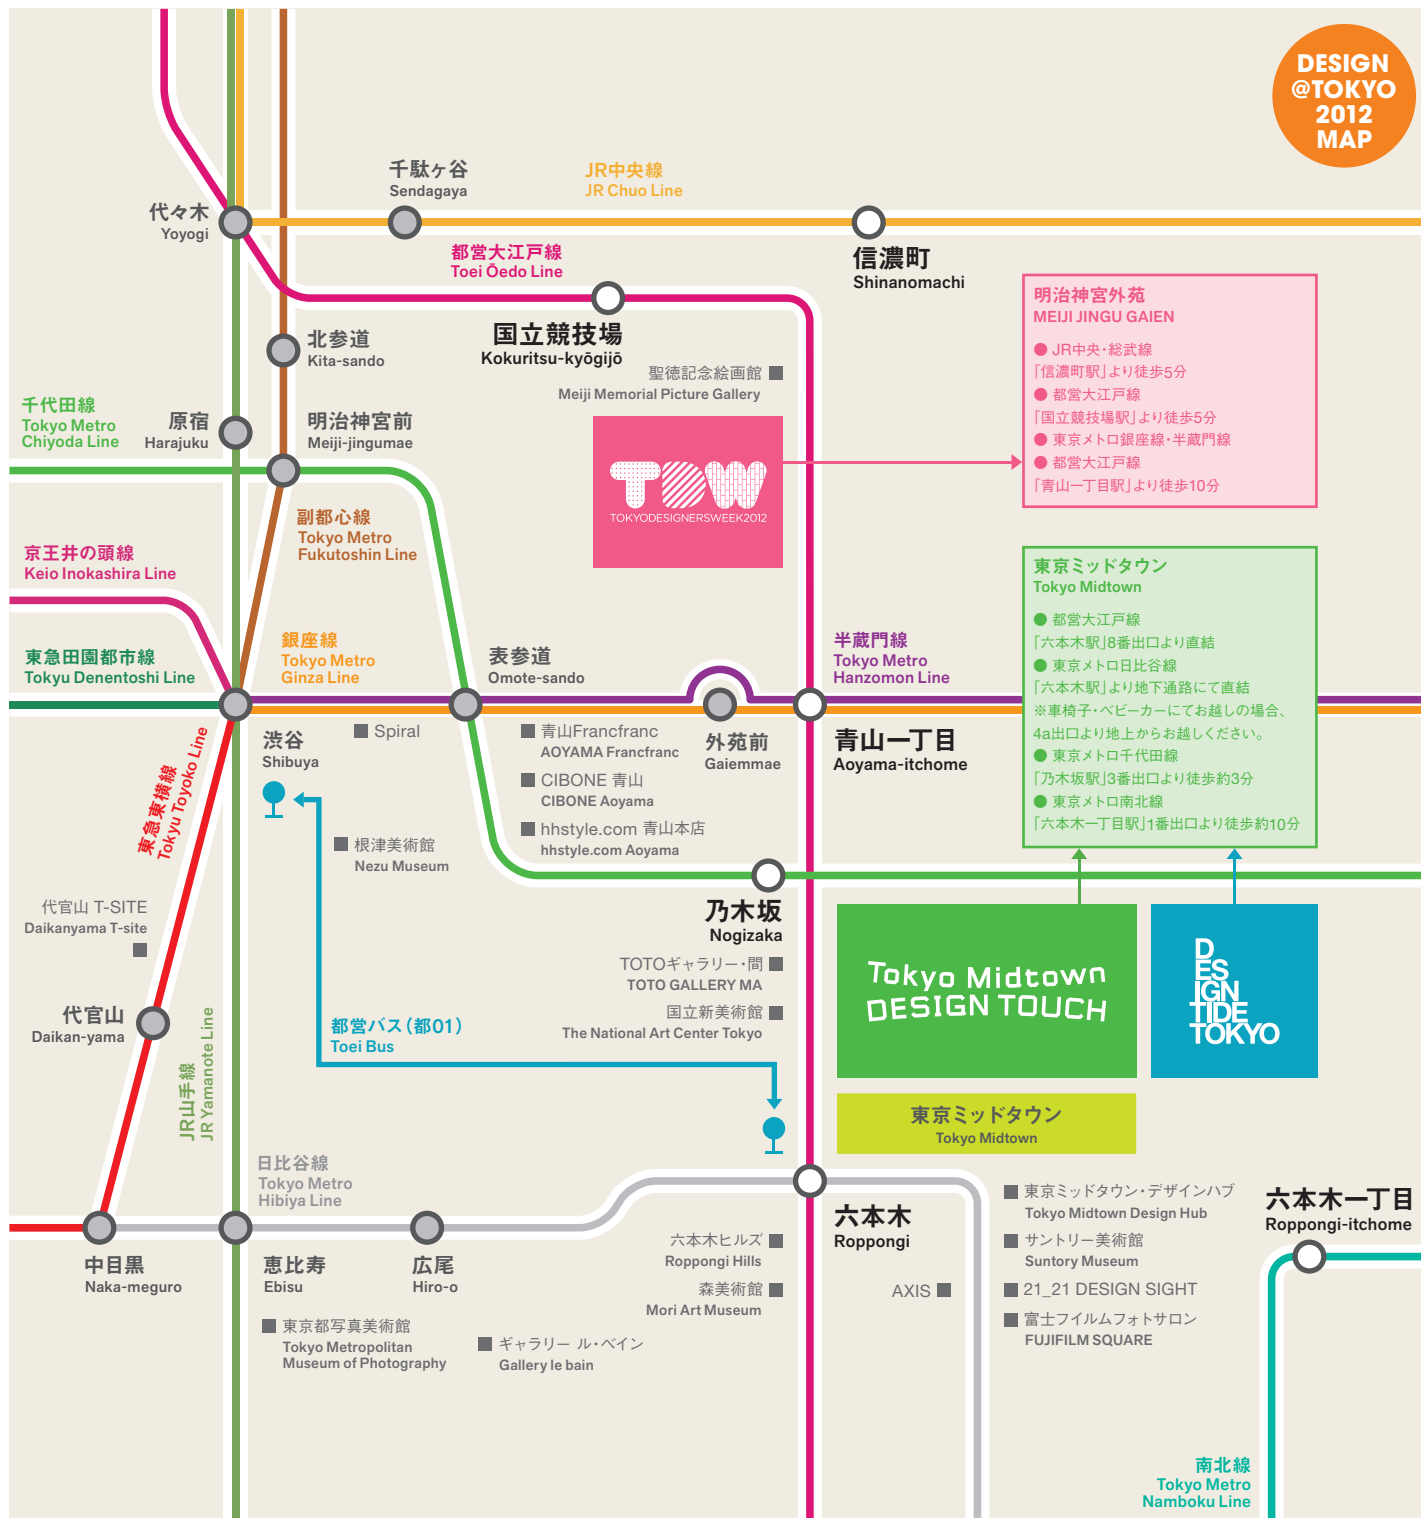 DESIGN
@TOKYO
2012
MAP
千駄ヶ谷
Sendagaya
JR中央線
JR Chuo Line
代々木
Yoyogi
都営大江戸線
Toei Ōedo Line
信濃町
Shinanomachi
国立競技場
Kokuritsu-kyōgijō
北参道
Kita-sando
聖徳記念絵画館
Meiji Memorial Picture Gallery
明治神宮外苑
MEIJI JINGU GAIEN
● JR中央・総武線
「信濃町駅」より徒歩5分
● 都営大江戸線
「国立競技場駅」より徒歩5分
● 東京メトロ銀座線・半蔵門線
● 都営大江戸線
「青山一丁目駅」より徒歩10分
千代田線
Tokyo Metro
Chiyoda Line
原宿
Harajuku
明治神宮前
Meiji-jingumae
TDW
TOKYODESIGNERSWEEK2012
副都心線
Tokyo Metro
Fukutoshin Line
京王井の頭線
Keio Inokashira Line
東急田園都市線
Tokyu Denentoshi Line
銀座線
Tokyo Metro
Ginza Line
表参道
Omote-sando
半蔵門線
Tokyo Metro
Hanzomon Line
東京ミッドタウン
Tokyo Midtown
● 都営大江戸線
「六本木駅」8番出口より直結
● 東京メトロ日比谷線
「六本木駅」より地下通路にて直結
※車椅子・ベビーカーにてお越しの場合、
4a出口より地上からお越しください。
● 東京メトロ千代田線
「乃木坂駅」3番出口より徒歩約3分
● 東京メトロ南北線
「六本木一丁目駅」1番出口より徒歩約10分
渋谷
Shibuya
Spiral
青山Francfranc
AOYAMA Francfranc
CIBONE 青山
CIBONE Aoyama
hhstyle.com 青山本店
hhstyle.com Aoyama
外苑前
Gaiemmae
青山一丁目
Aoyama-itchome
東急東横線
Tokyu Toyoko Line
根津美術館
Nezu Museum
代官山 T-SITE
Daikanyama T-site
乃木坂
Nogizaka
TOTOギャラリー・間
TOTO GALLERY MA
国立新美術館
The National Art Center Tokyo
Tokyo Midtown
DESIGN TOUCH
D
ES
IGN
TIDE
TOKYO
代官山
Daikan-yama
都営バス（都01）
Toei Bus
JR山手線
JR Yamanote Line
東京ミッドタウン
Tokyo Midtown
日比谷線
Tokyo Metro
Hibiya Line
中目黒
Naka-meguro
恵比寿
Ebisu
広尾
Hiro-o
六本木
Roppongi
六本木ヒルズ
Roppongi Hills
森美術館
Mori Art Museum
AXIS
東京ミッドタウン・デザインハブ
Tokyo Midtown Design Hub
サントリー美術館
Suntory Museum
21_21 DESIGN SIGHT
富士フイルムフォトサロン
FUJIFILM SQUARE
六本木一丁目
Roppongi-itchome
東京都写真美術館
Tokyo Metropolitan
Museum of Photography
ギャラリー ル・ベイン
Gallery le bain
南北線
Tokyo Metro
Namboku Line